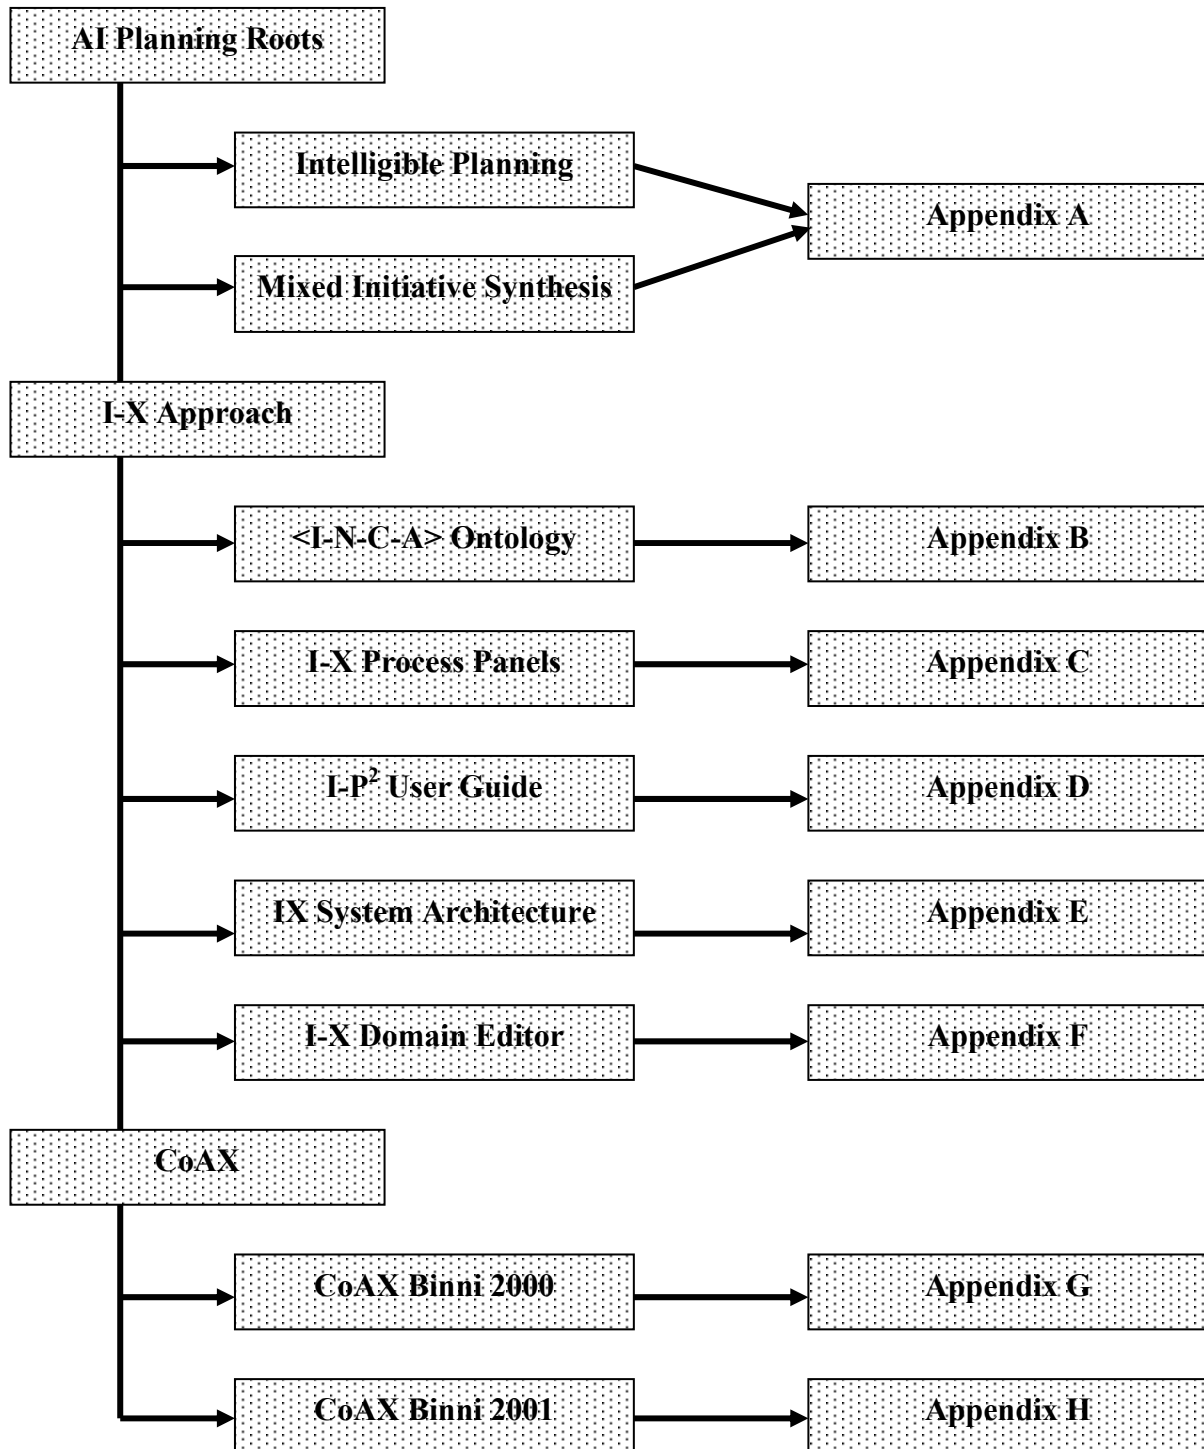 AI Planning Roots
Intelligible Planning
Appendix A
Mixed Initiative Synthesis
I-X Approach
<I-N-C-A> Ontology
Appendix B
I-X Process Panels
Appendix C
I-P² User Guide
Appendix D
IX System Architecture
Appendix E
I-X Domain Editor
Appendix F
CoAX
CoAX Binni 2000
Appendix G
CoAX Binni 2001
Appendix H